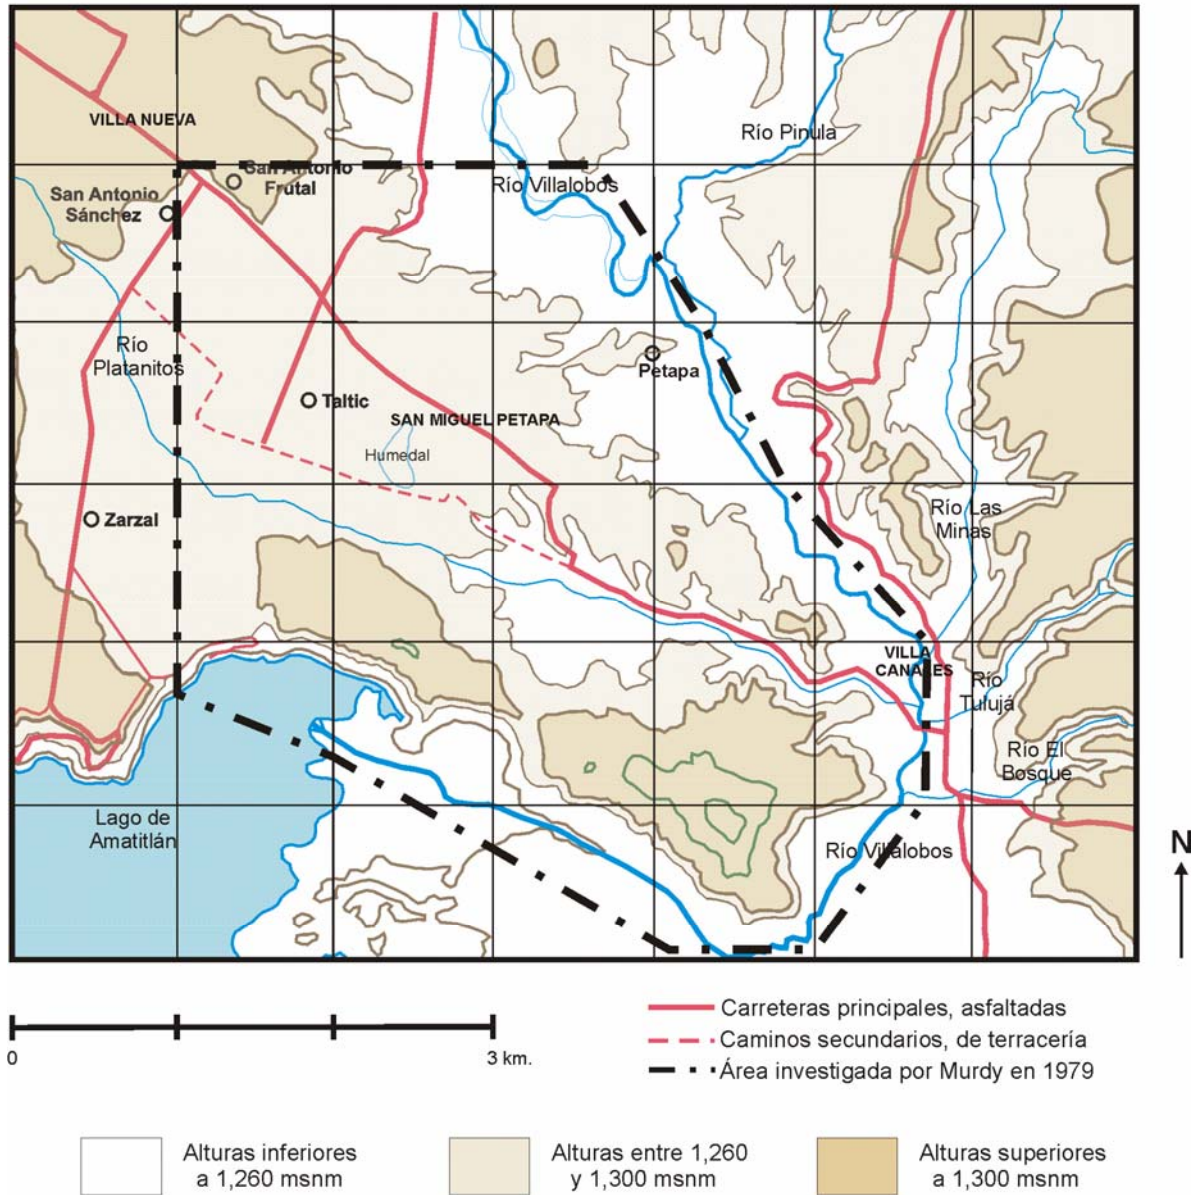 Río Pinula
VILLA NUEVA
San Antonio
Frutal
Río Villalobos
San Antonio
Sánchez
Río
Platanitos
Petapa
Taltic
SAN MIGUEL PETAPA
Humedal
Zarzal
Río Las
Minas
VILLA
CANALES
Río
Tulujá
Río El
Bosque
Lago de
Amatitlán
Río Villalobos
N
0
3 km.
Carreteras principales, asfaltadas
Caminos secundarios, de terracería
Área investigada por Murdy en 1979
Alturas inferiores
a 1,260 msnm
Alturas entre 1,260
y 1,300 msnm
Alturas superiores
a 1,300 msnm